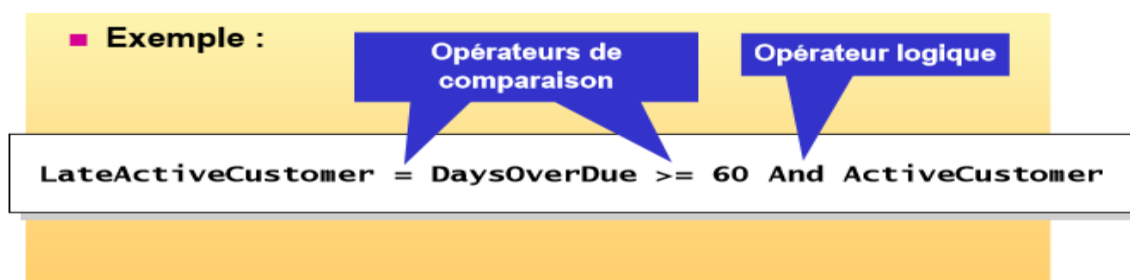 Exemple :
Opérateurs de
comparaison
Opérateur logique
LateActiveCustomer = DaysOverDue >= 60 And ActiveCustomer